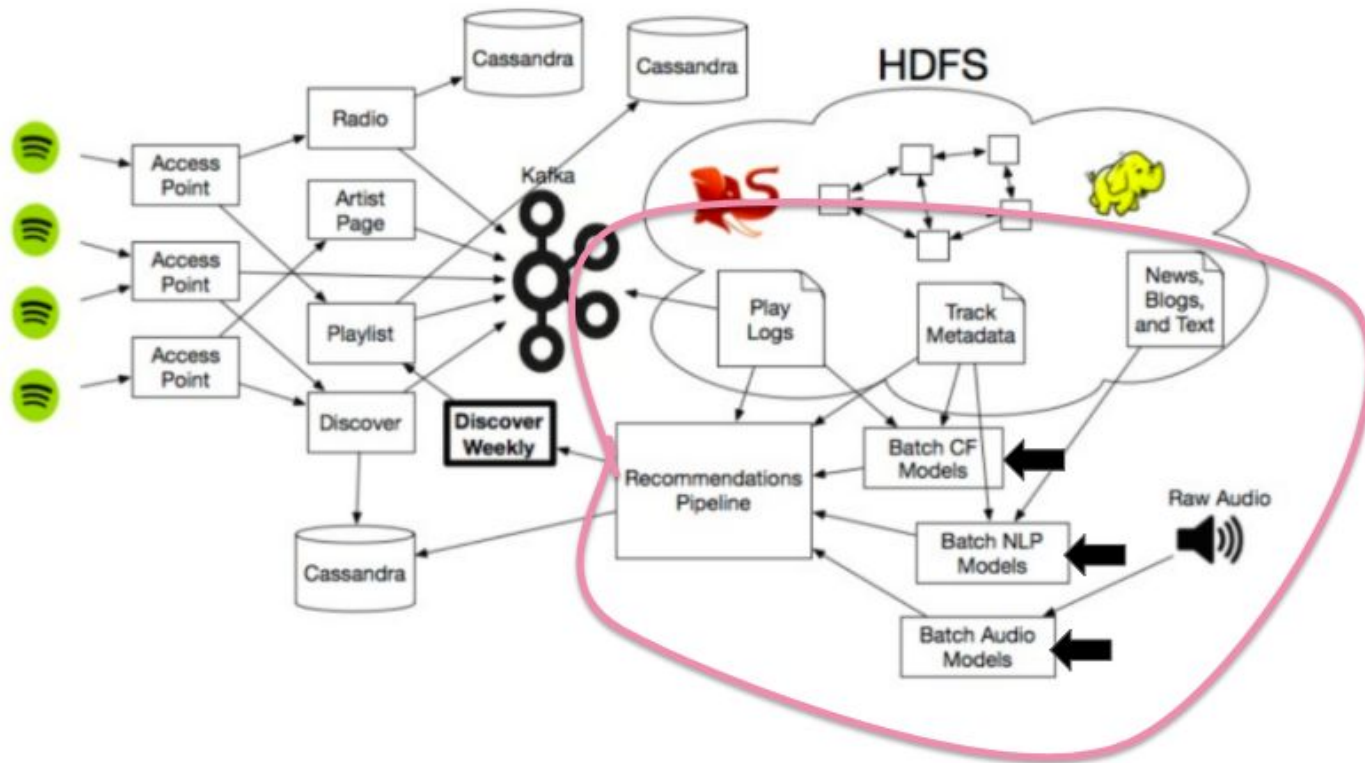 Cassandra
Cassandra
HDFS
Radio
Access
Point
Kafka
Artist
Page
Access
Point
News,
Blogs,
and Text
Play
Logs
Track
Metadata
Playlist
Access
Point
Discover
Discover
Weekly
Batch CF
Models
Recommendations
Pipeline
Raw Audio
Batch NLP
Models
Cassandra
Batch Audio
Models